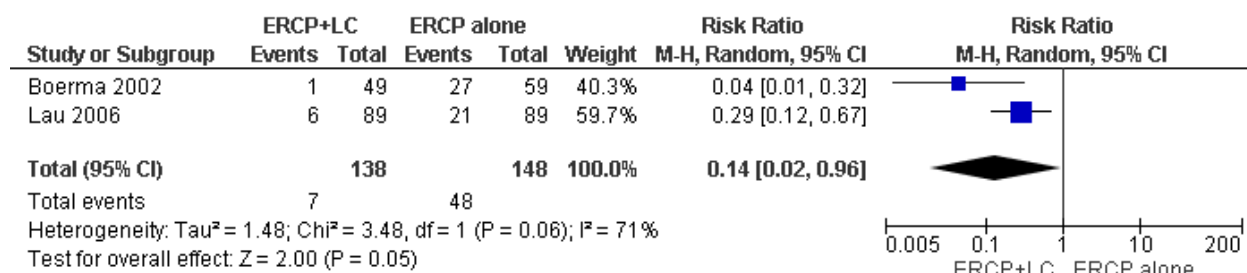 ERCP+LC ERCP alone Risk Ratio Risk Ratio
Study or Subgroup Events Total Events Total Weight M-H, Random, 95% CI M-H, Random, 95% CI
Boerma 2002 1 49 27 59 40.3% 0.04 [0.01, 0.32]
Lau 2006 6 89 21 89 59.7% 0.29 [0.12, 0.67]
Total (95% CI) 138 148 100.0% 0.14 [0.02, 0.96]
Total events 7 48
Heterogeneity: Tau² = 1.48; Chi² = 3.48, df = 1 (P = 0.06); I² = 71%
Test for overall effect: Z = 2.00 (P = 0.05)
0.005 0.1 1 10 200
ERCP+LC ERCP alone